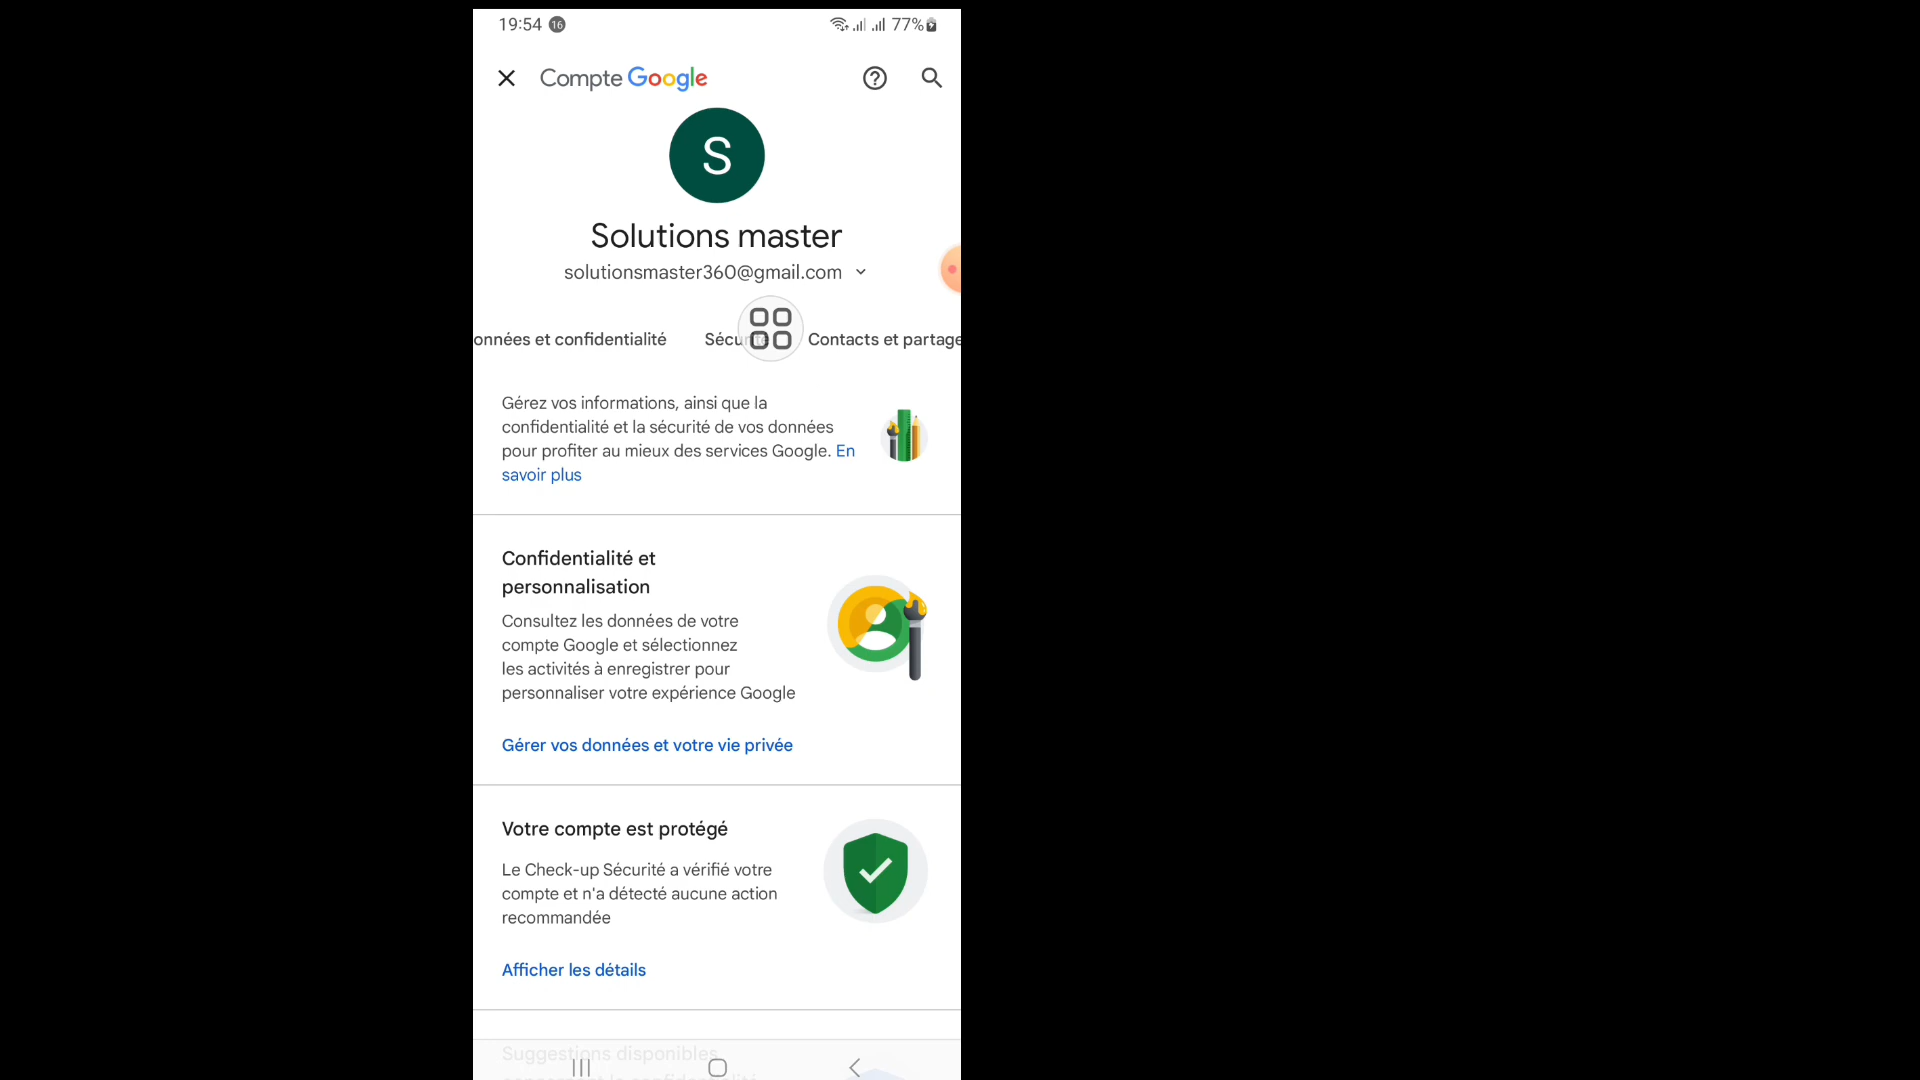 19:54 16 77%
Compte Google
S
Solutions master
solutionsmaster360@gmail.com
onnées et confidentialité Contacts et partage
Gérez vos informations, ainsi que la
confidentialité et la sécurité de vos données
pour profiter au mieux des services Google. En
savoir plus
Confidentialité et
personnalisation
Consultez les données de votre
compte Google et sélectionnez
les activités à enregistrer pour
personnaliser votre expérience Google
Gérer vos données et votre vie privée
Votre compte est protégé
Le Check-up Sécurité a vérifié votre
compte et n'a détecté aucune action
recommandée
Afficher les détails
Suggestions disponibles